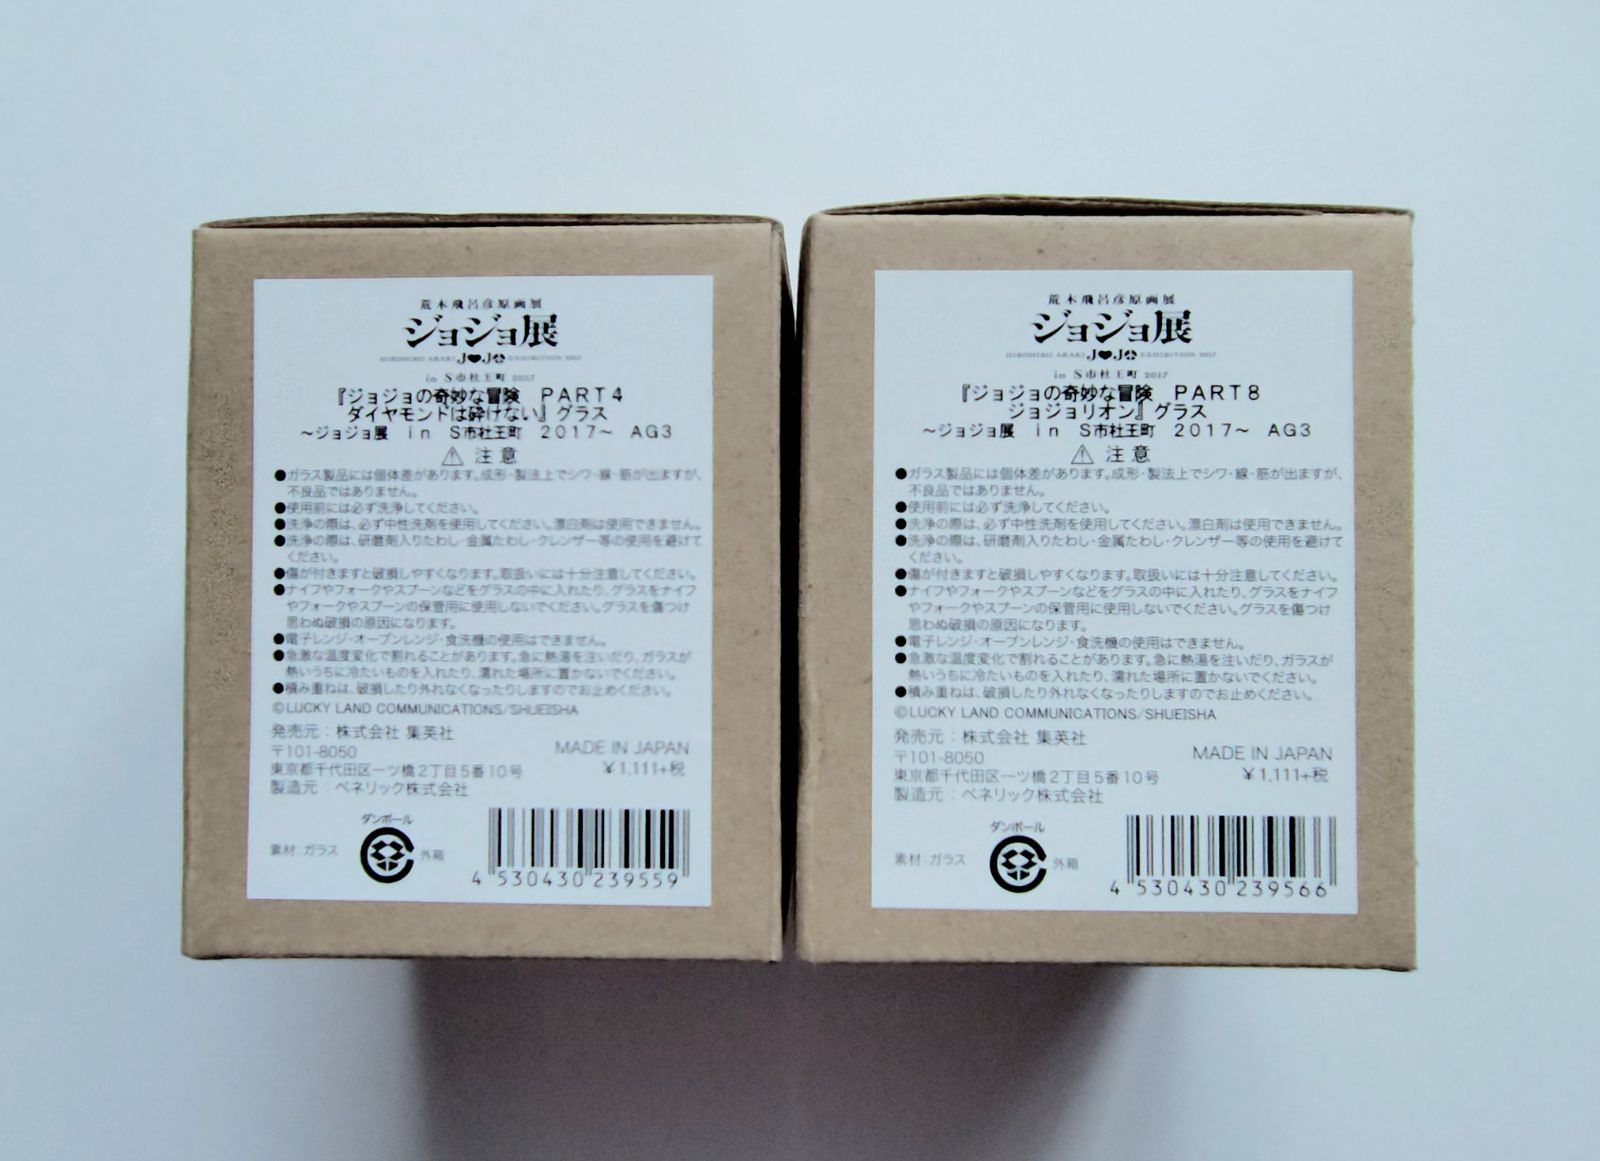 荒木飛呂彦原画展
ジョジョ展
HIROHIKO ARAKI JOJO EXHIBITION 2017
in S市杜王町 2017
『ジョジョの奇妙な冒険 PART4
ダイヤモンドは砕けない』グラス
～ジョジョ展 in S市杜王町 2017～ AG3
⚠ 注意
●ガラス製品には個体差があります。成形・製法上でシワ・線・筋が出ますが、
不良品ではありません。
●使用前には必ず洗浄してください。
●洗浄の際は、必ず中性洗剤を使用してください。漂白剤は使用できません。
●洗浄の際は、研磨剤入りたわし・金属たわし・クレンザー等の使用を避けて
ください。
●傷が付きますと破損しやすくなります。取扱いには十分注意してください。
●ナイフやフォークやスプーンなどをグラスの中に入れたり、グラスをナイフ
やフォークやスプーンの保管用に使用しないでください。グラスを傷つけ
思わぬ破損の原因になります。
●電子レンジ・オーブンレンジ・食洗機の使用はできません。
●急激な温度変化で割れることがあります。急に熱湯を注いだり、ガラスが
熱いうちに冷たいものを入れたり、濡れた場所に置かないでください。
●積み重ねは、破損したり外れなくなったりしますのでお止めください。
©LUCKY LAND COMMUNICATIONS/SHUEISHA
発売元：株式会社 集英社
〒101-8050
東京都千代田区一ツ橋2丁目5番10号
製造元：ベネリック株式会社
MADE IN JAPAN
￥1,111+税
素材：ガラス
ダンボール
外箱
4 530430 239559
荒木飛呂彦原画展
ジョジョ展
HIROHIKO ARAKI JOJO EXHIBITION 2017
in S市杜王町 2017
『ジョジョの奇妙な冒険 PART8
ジョジョリオン』グラス
～ジョジョ展 in S市杜王町 2017～ AG3
⚠ 注意
●ガラス製品には個体差があります。成形・製法上でシワ・線・筋が出ますが、
不良品ではありません。
●使用前には必ず洗浄してください。
●洗浄の際は、必ず中性洗剤を使用してください。漂白剤は使用できません。
●洗浄の際は、研磨剤入りたわし・金属たわし・クレンザー等の使用を避けて
ください。
●傷が付きますと破損しやすくなります。取扱いには十分注意してください。
●ナイフやフォークやスプーンなどをグラスの中に入れたり、グラスをナイフ
やフォークやスプーンの保管用に使用しないでください。グラスを傷つけ
思わぬ破損の原因になります。
●電子レンジ・オーブンレンジ・食洗機の使用はできません。
●急激な温度変化で割れることがあります。急に熱湯を注いだり、ガラスが
熱いうちに冷たいものを入れたり、濡れた場所に置かないでください。
●積み重ねは、破損したり外れなくなったりしますのでお止めください。
©LUCKY LAND COMMUNICATIONS/SHUEISHA
発売元：株式会社 集英社
〒101-8050
東京都千代田区一ツ橋2丁目5番10号
製造元：ベネリック株式会社
MADE IN JAPAN
￥1,111+税
素材：ガラス
ダンボール
外箱
4 530430 239566